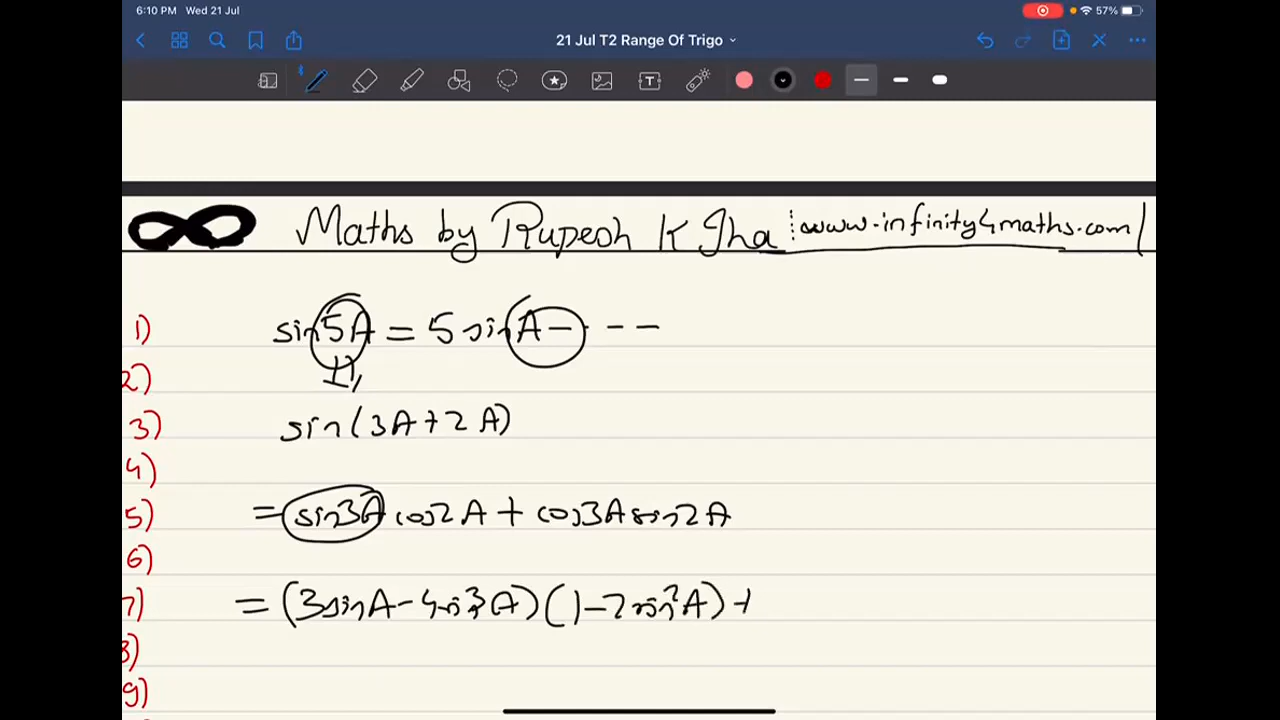 6:10 PM Wed 21 Jul
57%
21 Jul T2 Range Of Trigo
Maths by Rupesh K Jha www.infinity4maths.com/
1) sin5A = 5 sinA - - - -
2)
3) sin(3A+2A)
4)
5) = sin3A cos2A + cos3A sin2A
6)
7) = (3sinA-4sin³A)(1-2sin²A) +
8)
9)